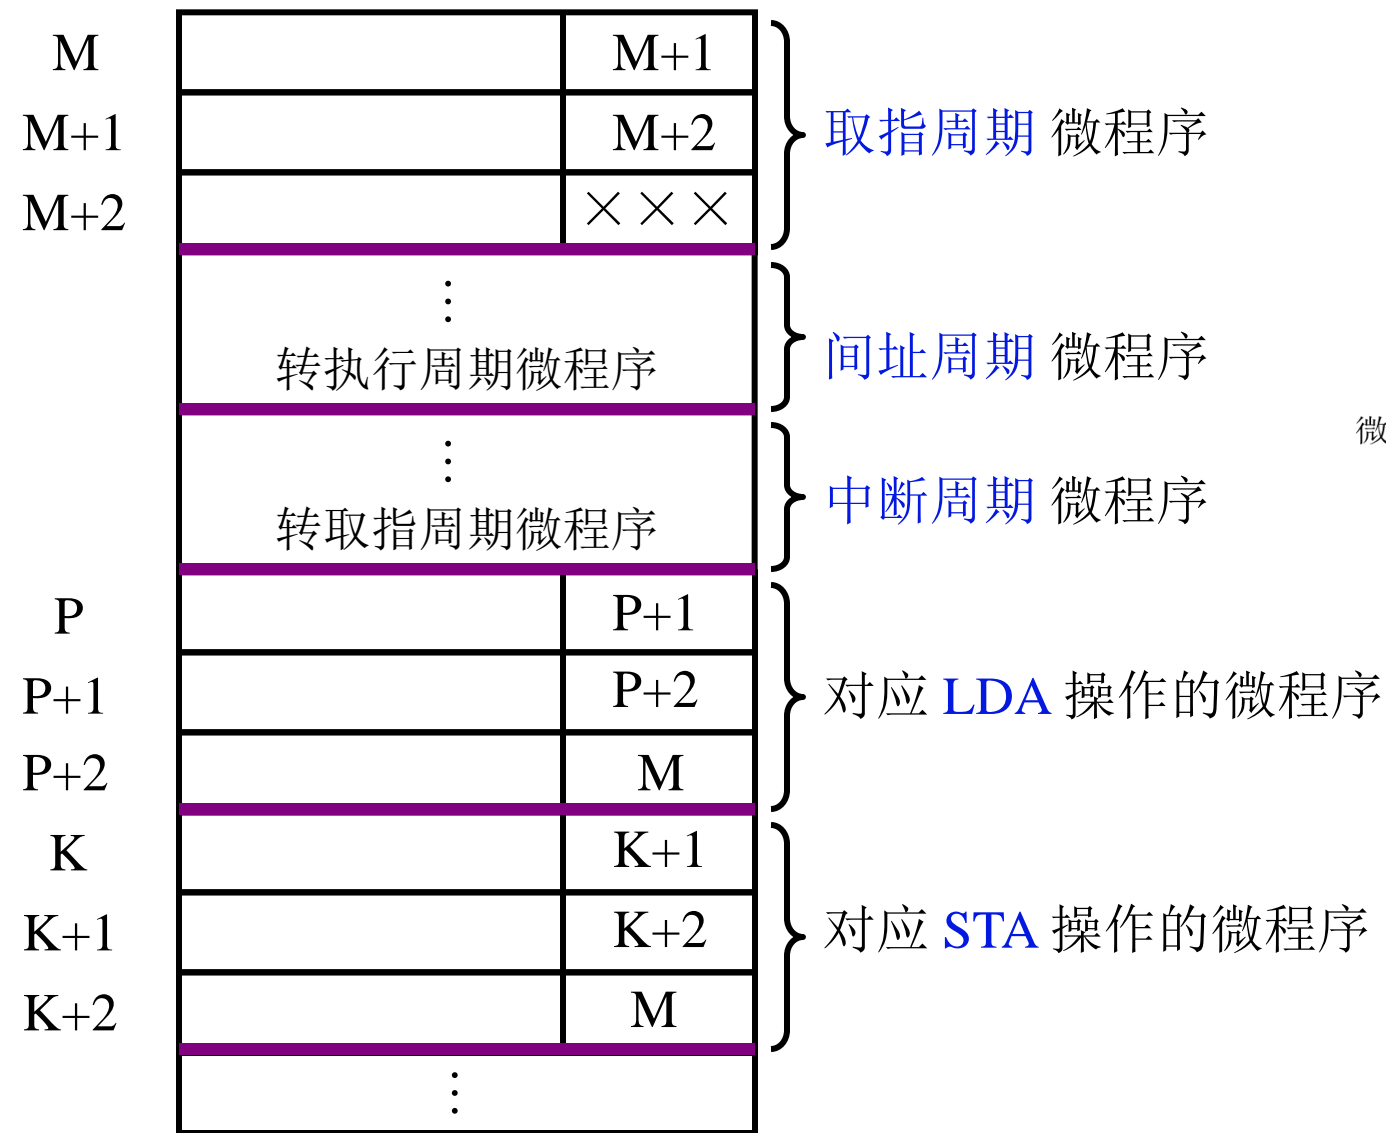 M M+1
M+1 M+2 取指周期 微程序
M+2 ×××
⋮
转执行周期微程序 间址周期 微程序
微
⋮
转取指周期微程序 中断周期 微程序
P P+1
P+1 P+2 对应 LDA 操作的微程序
P+2 M
K K+1
K+1 K+2 对应 STA 操作的微程序
K+2 M
⋮